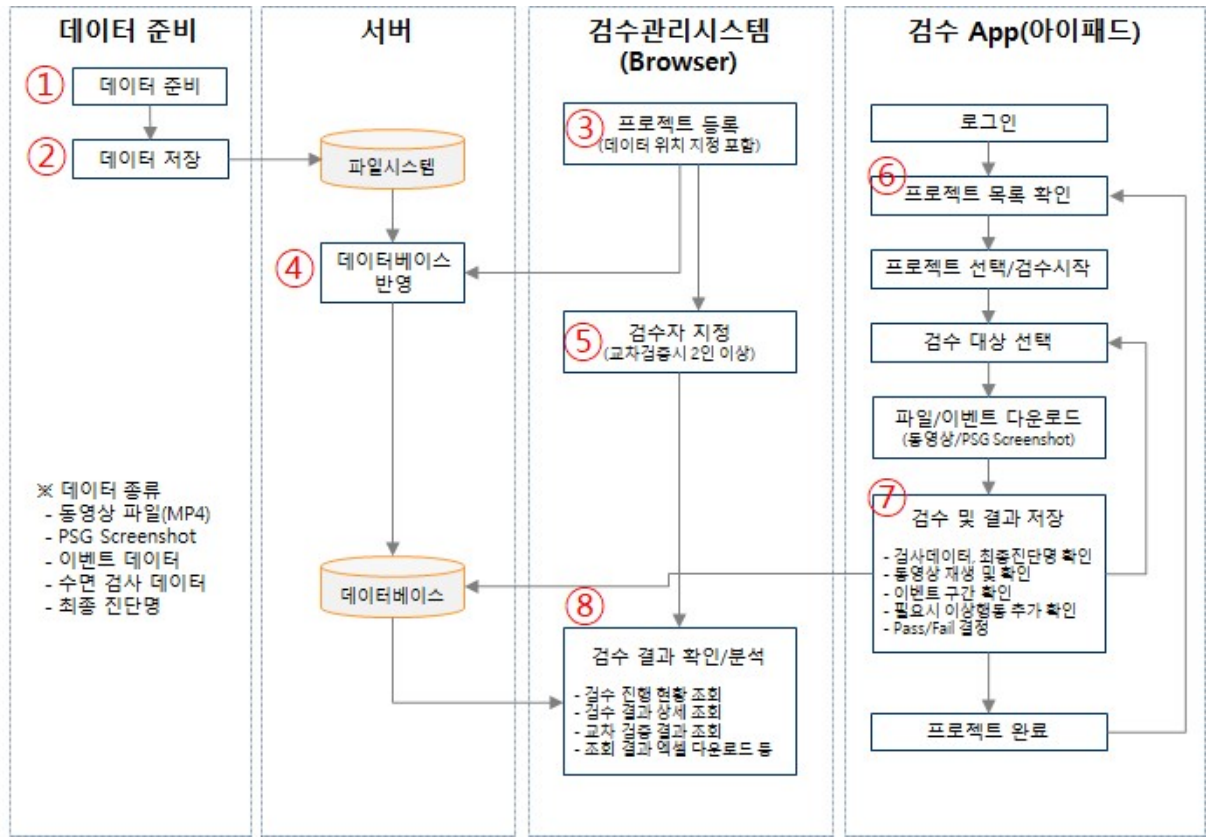 데이터 준비
① 데이터 준비
② 데이터 저장
※ 데이터 종류
- 동영상 파일(MP4)
- PSG Screenshot
- 이벤트 데이터
- 수면 검사 데이터
- 최종 진단명
서버
파일시스템
④ 데이터베이스
반영
데이터베이스
검수관리시스템
(Browser)
③ 프로젝트 등록
(데이터 위치 지정 포함)
⑤ 검수자 지정
(교차검증시 2인 이상)
⑧
검수 결과 확인/분석
- 검수 진행 현황 조회
- 검수 결과 상세 조회
- 교차 검증 결과 조회
- 조회 결과 엑셀 다운로드 등
검수 App(아이패드)
로그인
⑥
프로젝트 목록 확인
프로젝트 선택/검수시작
검수 대상 선택
파일/이벤트 다운로드
(동영상/PSG Screenshot)
⑦
검수 및 결과 저장
- 검사데이터, 최종진단명 확인
- 동영상 재생 및 확인
- 이벤트 구간 확인
- 필요시 이상행동 추가 확인
- Pass/Fail 결정
프로젝트 완료